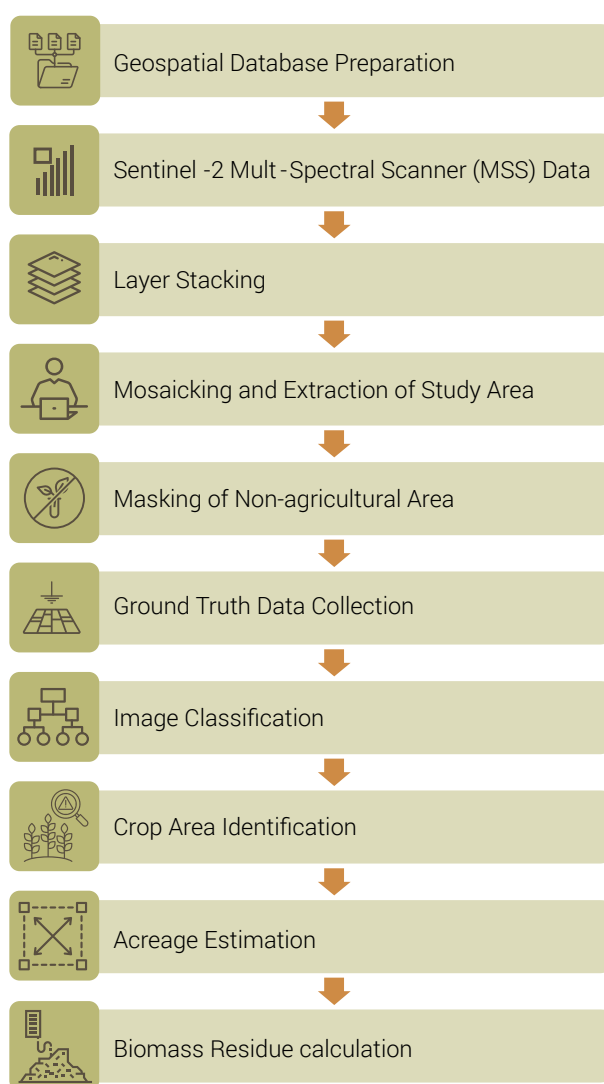 Geospatial Database Preparation
Sentinel -2 Mult-Spectral Scanner (MSS) Data
Layer Stacking
Mosaicking and Extraction of Study Area
Masking of Non-agricultural Area
Ground Truth Data Collection
Image Classification
Crop Area Identification
Acreage Estimation
Biomass Residue calculation